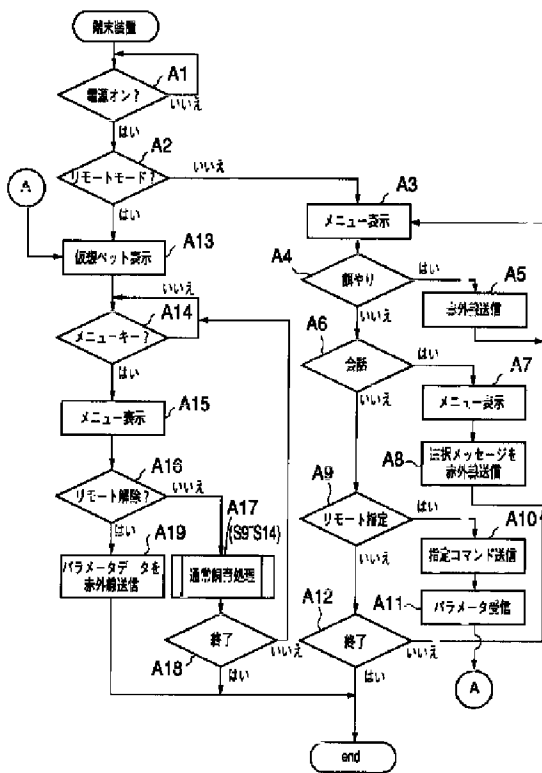 端末装置
A1
電源オン?
いいえ
はい
A2
リモートモード?
いいえ
はい
A
A3
メニュー表示
A13
仮想ペット表示
A4
餌やり
はい
いいえ
A5
赤外線送信
いいえ
A14
メニューキー?
はい
A6
会話
はい
いいえ
A7
メニュー表示
A15
メニュー表示
A8
選択メッセージを
赤外線送信
A16
リモート解除?
いいえ
はい
A9
リモート指定
はい
いいえ
A17
(S9~S14)
通常飼育処理
A19
パラメータデータを
赤外線送信
A10
指定コマンド送信
A11
パラメータ受信
A12
終了
いいえ
はい
A18
終了
いいえ
はい
A
end